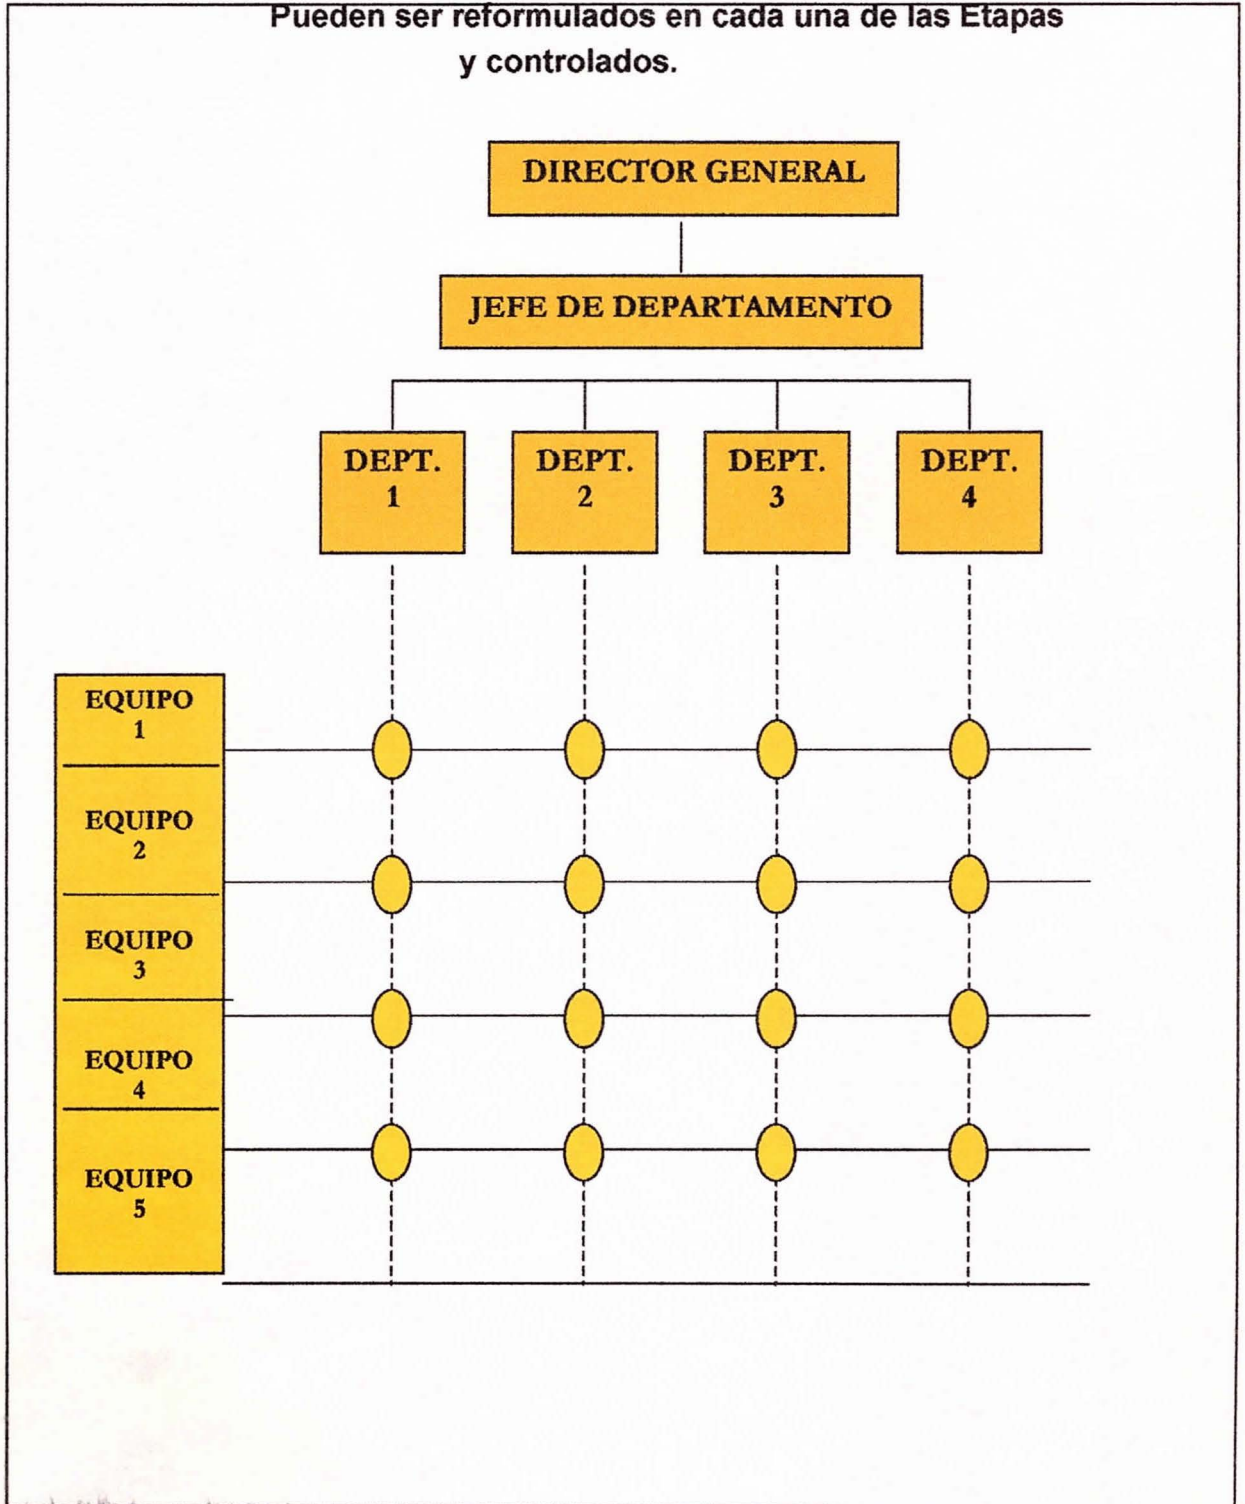 Pueden ser reformulados en cada una de las Etapas
y controlados.
DIRECTOR GENERAL
JEFE DE DEPARTAMENTO
DEPT.
1
DEPT.
2
DEPT.
3
DEPT.
4
EQUIPO
1
EQUIPO
2
EQUIPO
3
EQUIPO
4
EQUIPO
5